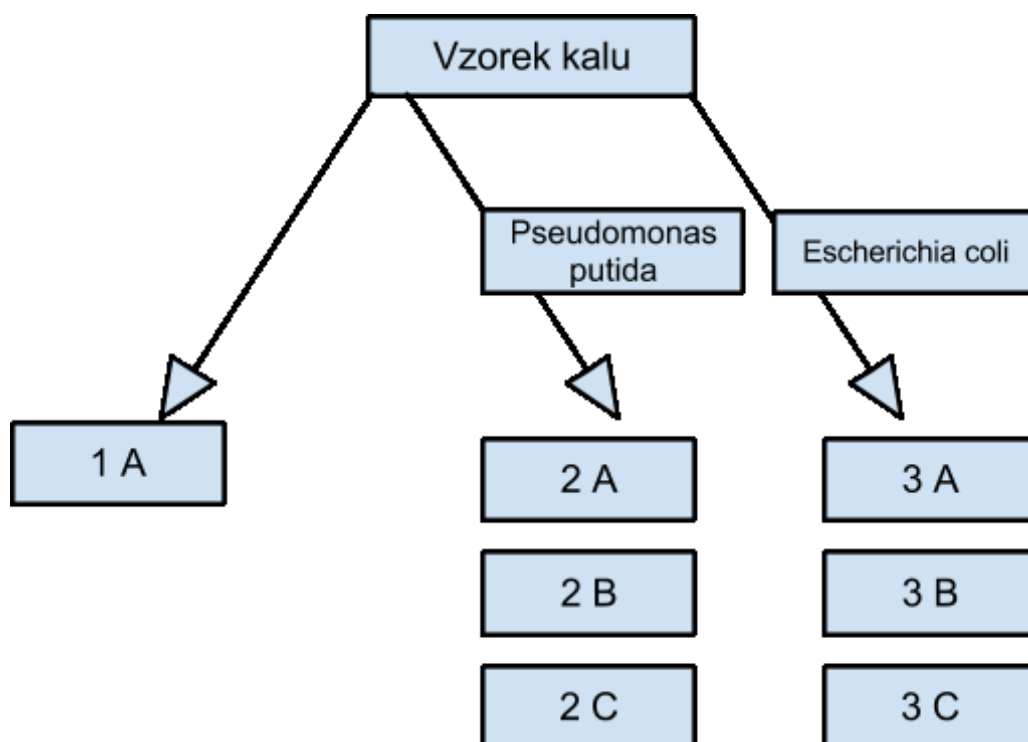 Vzorek kalu
Pseudomonas
putida
Escherichia coli
1 A
2 A
3 A
2 B
3 B
2 C
3 C